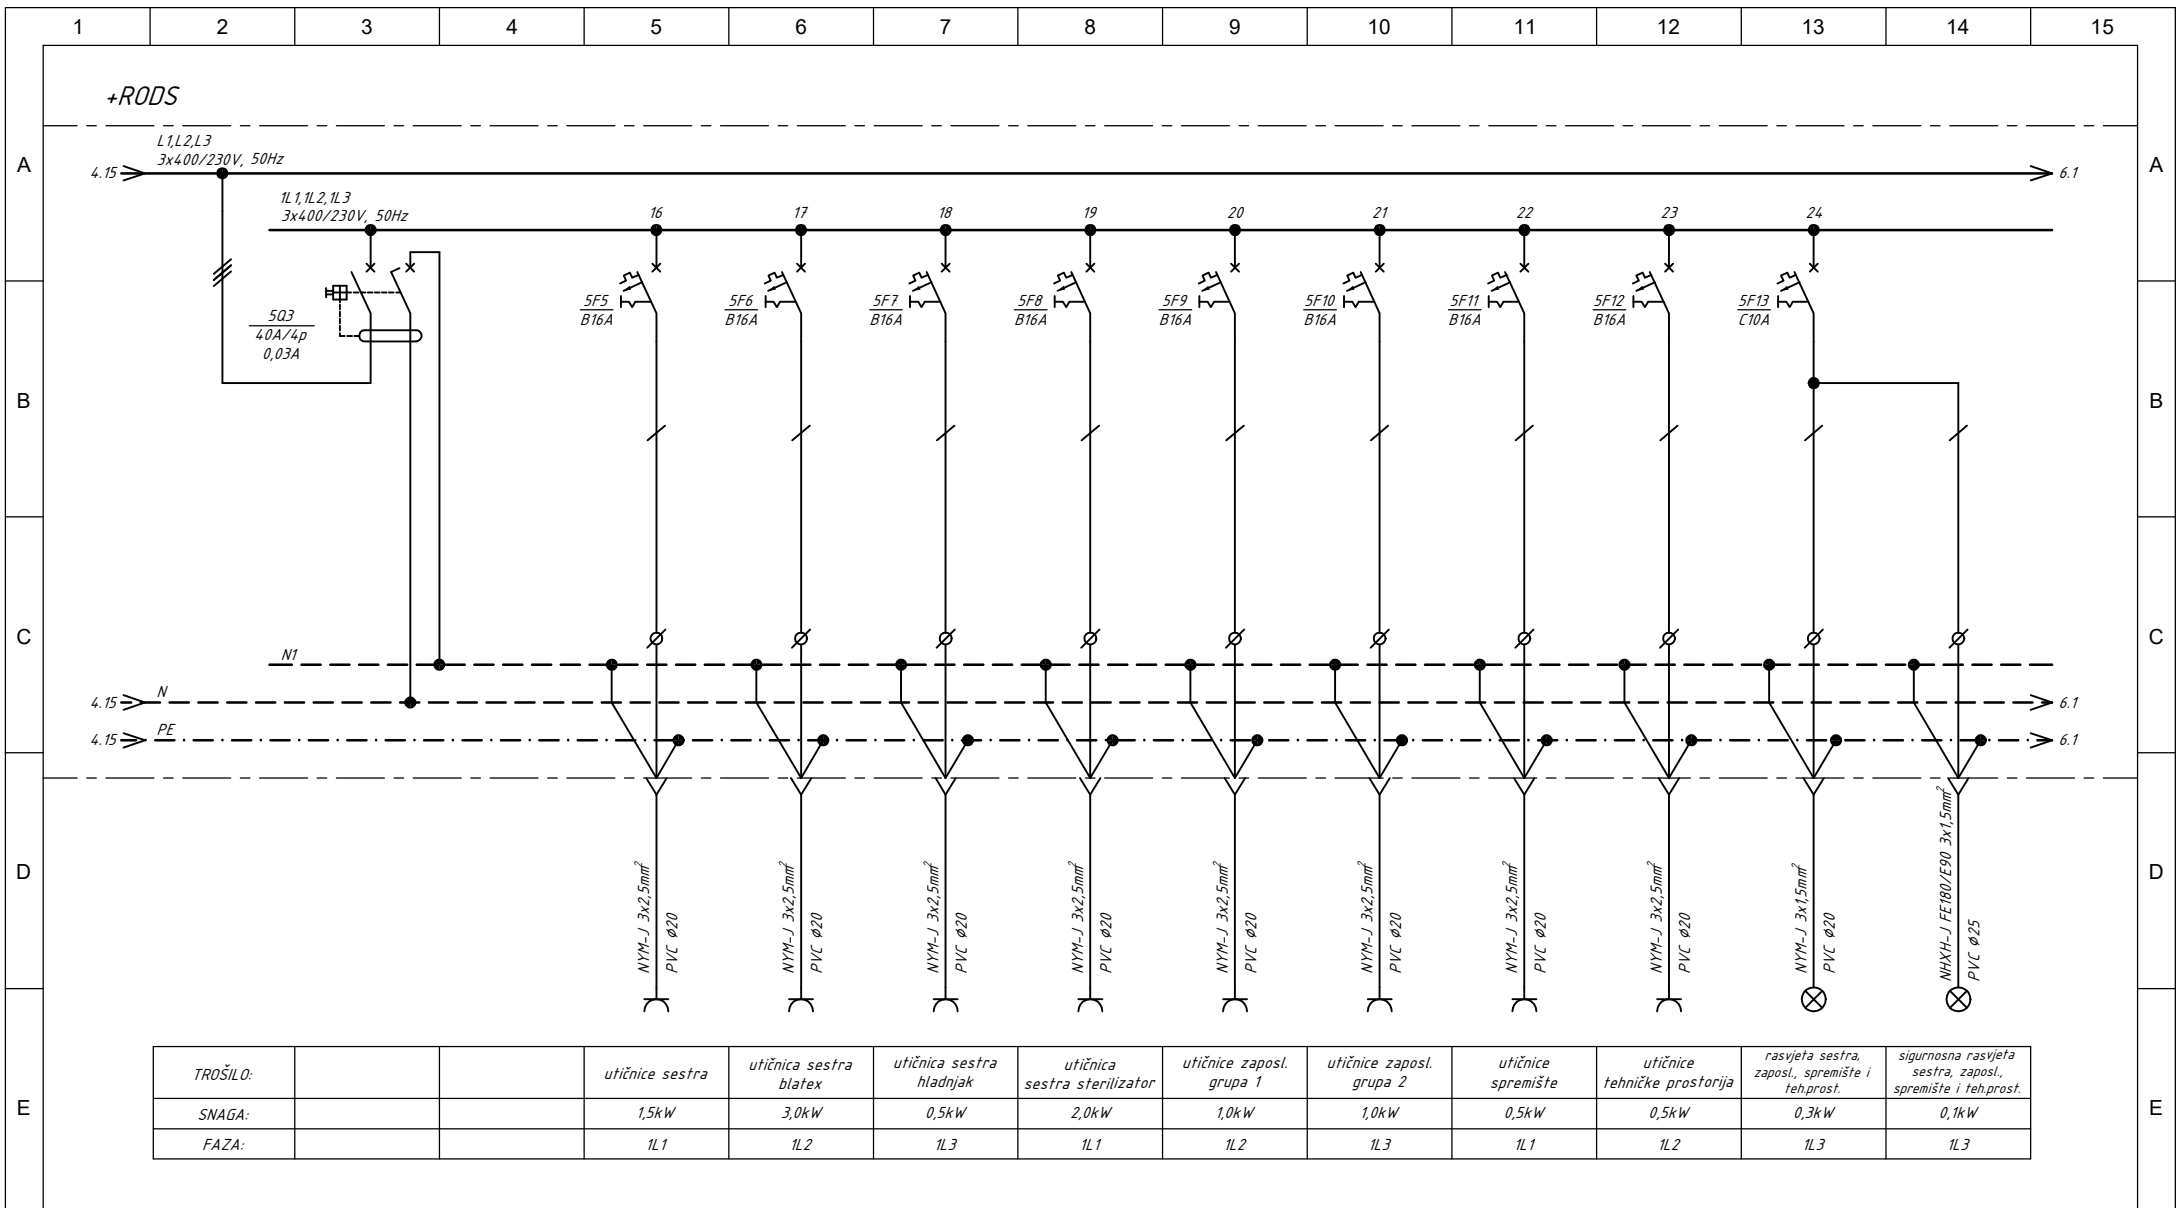 1 2 3 4 5 6 7 8 9 10 11 12 13 14 15
+RODS
A A
L1,L2,L3
3x400/230V, 50Hz
4.15 6.1
1L1,1L2,1L3
3x400/230V, 50Hz
16 17 18 19 20 21 22 23 24
5Q3
40A/4p
0,03A
5F5
B16A
5F6
B16A
5F7
B16A
5F8
B16A
5F9
B16A
5F10
B16A
5F11
B16A
5F12
B16A
5F13
C10A
B B
C C
N1
4.15 N 6.1
4.15 PE 6.1
D D
NYM-J 3x2,5mm²
PVC ø20
NYM-J 3x2,5mm²
PVC ø20
NYM-J 3x2,5mm²
PVC ø20
NYM-J 3x2,5mm²
PVC ø20
NYM-J 3x2,5mm²
PVC ø20
NYM-J 3x2,5mm²
PVC ø20
NYM-J 3x2,5mm²
PVC ø20
NYM-J 3x2,5mm²
PVC ø20
NYM-J 3x1,5mm²
PVC ø20
NHXH-J FE180/E90 3x1,5mm²
PVC ø25
E E
TROŠILO:
utičnice sestra
utičnica sestra
blatex
utičnica sestra
hladnjak
utičnica
sestra sterilizator
utičnice zaposl.
grupa 1
utičnice zaposl.
grupa 2
utičnice
spremište
utičnice
tehničke prostorija
rasvjeta sestra,
zaposl., spremište i
teh.prost.
sigurnosna rasvjeta
sestra, zaposl.,
spremište i teh.prost.
SNAGA: 1,5kW 3,0kW 0,5kW 2,0kW 1,0kW 1,0kW 0,5kW 0,5kW 0,3kW 0,1kW
FAZA: 1L1 1L2 1L3 1L1 1L2 1L3 1L1 1L2 1L3 1L3